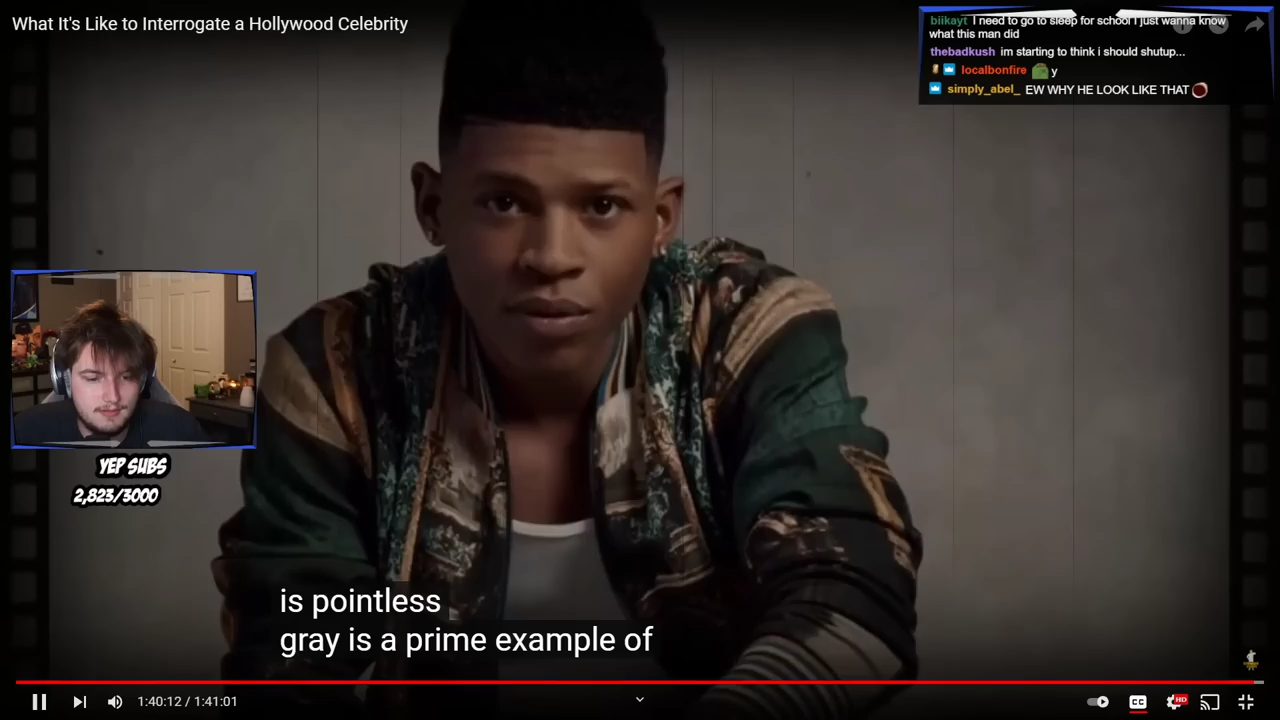 What It's Like to Interrogate a Hollywood Celebrity
biikayt I need to go to sleep for school I just wanna know
what this man did
thebadkush im starting to think i should shutup...
localbonfire y
simply_abel_ EW WHY HE LOOK LIKE THAT
YEP SUBS
2,823/3000
is pointless
gray is a prime example of
1:40:12 / 1:41:01
CC
HD